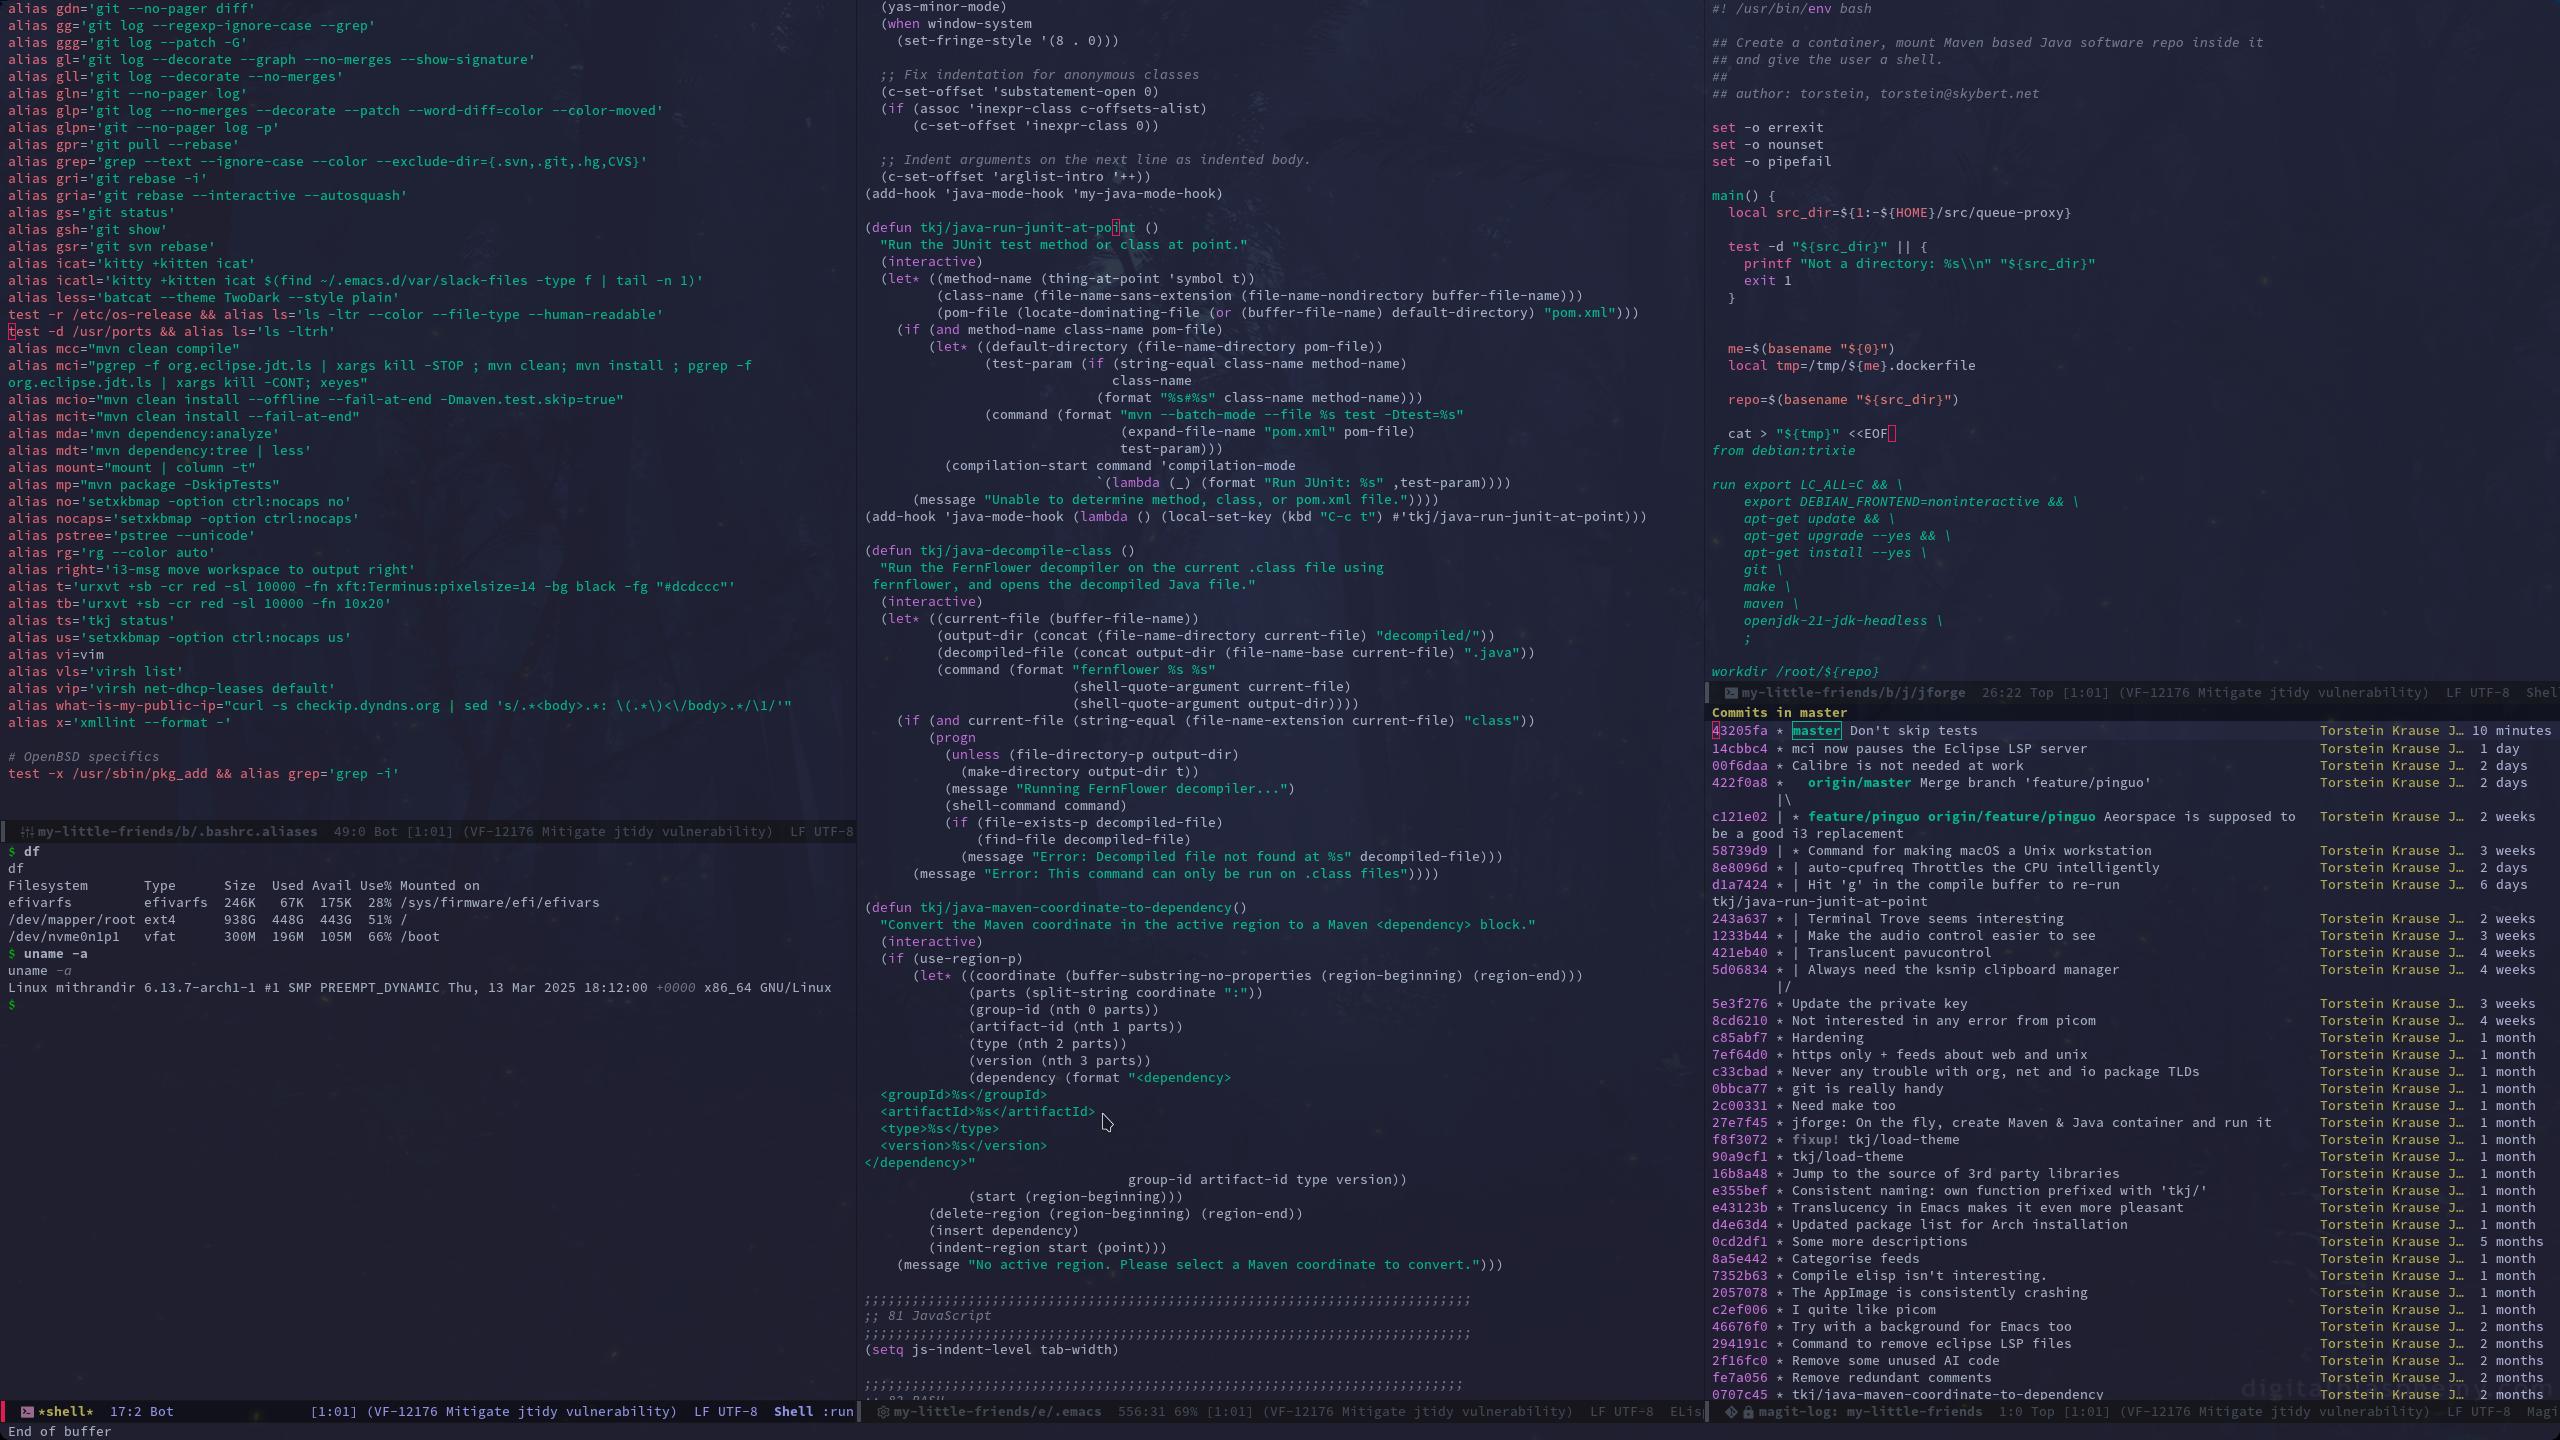 alias gdn='git --no-pager diff'
alias gg='git log --regexp-ignore-case --grep'
alias ggg='git log --patch -G'
alias gl='git log --decorate --graph --no-merges --show-signature'
alias gll='git log --decorate --no-merges'
alias gln='git --no-pager log'
alias glp='git log --no-merges --decorate --patch --word-diff=color --color-moved'
alias glpn='git --no-pager log -p'
alias gpr='git pull --rebase'
alias grep='grep --text --ignore-case --color --exclude-dir={.svn,.git,.hg,CVS}'
alias gri='git rebase -i'
alias gria='git rebase --interactive --autosquash'
alias gs='git status'
alias gsh='git show'
alias gsr='git svn rebase'
alias icat='kitty +kitten icat'
alias icatl='kitty +kitten icat $(find ~/.emacs.d/var/slack-files -type f | tail -n 1)'
alias less='batcat --theme TwoDark --style plain'
test -r /etc/os-release && alias ls='ls -ltr --color --file-type --human-readable'
test -d /usr/ports && alias ls='ls -ltrh'
alias mcc="mvn clean compile"
alias mci="pgrep -f org.eclipse.jdt.ls | xargs kill -STOP ; mvn clean; mvn install ; pgrep -f
org.eclipse.jdt.ls | xargs kill -CONT; xeyes"
alias mcio="mvn clean install --offline --fail-at-end -Dmaven.test.skip=true"
alias mcit="mvn clean install --fail-at-end"
alias mda='mvn dependency:analyze'
alias mdt='mvn dependency:tree | less'
alias mount="mount | column -t"
alias mp="mvn package -DskipTests"
alias no='setxkbmap -option ctrl:nocaps no'
alias nocaps='setxkbmap -option ctrl:nocaps'
alias pstree='pstree --unicode'
alias rg='rg --color auto'
alias right='i3-msg move workspace to output right'
alias t='urxvt +sb -cr red -sl 10000 -fn xft:Terminus:pixelsize=14 -bg black -fg "#dcdccc"'
alias tb='urxvt +sb -cr red -sl 10000 -fn 10x20'
alias ts='tkj status'
alias us='setxkbmap -option ctrl:nocaps us'
alias vi=vim
alias vls='virsh list'
alias vip='virsh net-dhcp-leases default'
alias what-is-my-public-ip="curl -s checkip.dyndns.org | sed 's/.*<body>.*: \(.*\)<\/body>.*/\1/'"
alias x='xmllint --format -'
# OpenBSD specifics
test -x /usr/sbin/pkg_add && alias grep='grep -i'
my-little-friends/b/.bashrc.aliases 49:0 Bot [1:01] (VF-12176 Mitigate jtidy vulnerability) LF UTF-8
$ df
df
Filesystem Type Size Used Avail Use% Mounted on
efivarfs efivarfs 246K 67K 175K 28% /sys/firmware/efi/efivars
/dev/mapper/root ext4 938G 448G 443G 51% /
/dev/nvme0n1p1 vfat 300M 196M 105M 66% /boot
$ uname -a
uname -a
Linux mithrandir 6.13.7-arch1-1 #1 SMP PREEMPT_DYNAMIC Thu, 13 Mar 2025 18:12:00 +0000 x86_64 GNU/Linux
$
*shell* 17:2 Bot [1:01] (VF-12176 Mitigate jtidy vulnerability) LF UTF-8 Shell :run
End of buffer
(yas-minor-mode)
(when window-system
(set-fringe-style '(8 . 0)))
;; Fix indentation for anonymous classes
(c-set-offset 'substatement-open 0)
(if (assoc 'inexpr-class c-offsets-alist)
(c-set-offset 'inexpr-class 0))
;; Indent arguments on the next line as indented body.
(c-set-offset 'arglist-intro '++))
(add-hook 'java-mode-hook 'my-java-mode-hook)
(defun tkj/java-run-junit-at-point ()
"Run the JUnit test method or class at point."
(interactive)
(let* ((method-name (thing-at-point 'symbol t))
(class-name (file-name-sans-extension (file-name-nondirectory buffer-file-name)))
(pom-file (locate-dominating-file (or (buffer-file-name) default-directory) "pom.xml")))
(if (and method-name class-name pom-file)
(let* ((default-directory (file-name-directory pom-file))
(test-param (if (string-equal class-name method-name)
class-name
(format "%s#%s" class-name method-name)))
(command (format "mvn --batch-mode --file %s test -Dtest=%s"
(expand-file-name "pom.xml" pom-file)
test-param)))
(compilation-start command 'compilation-mode
`(lambda (_) (format "Run JUnit: %s" ,test-param))))
(message "Unable to determine method, class, or pom.xml file."))))
(add-hook 'java-mode-hook (lambda () (local-set-key (kbd "C-c t") #'tkj/java-run-junit-at-point)))
(defun tkj/java-decompile-class ()
"Run the FernFlower decompiler on the current .class file using
fernflower, and opens the decompiled Java file."
(interactive)
(let* ((current-file (buffer-file-name))
(output-dir (concat (file-name-directory current-file) "decompiled/"))
(decompiled-file (concat output-dir (file-name-base current-file) ".java"))
(command (format "fernflower %s %s"
(shell-quote-argument current-file)
(shell-quote-argument output-dir))))
(if (and current-file (string-equal (file-name-extension current-file) "class"))
(progn
(unless (file-directory-p output-dir)
(make-directory output-dir t))
(message "Running FernFlower decompiler...")
(shell-command command)
(if (file-exists-p decompiled-file)
(find-file decompiled-file)
(message "Error: Decompiled file not found at %s" decompiled-file)))
(message "Error: This command can only be run on .class files"))))
(defun tkj/java-maven-coordinate-to-dependency()
"Convert the Maven coordinate in the active region to a Maven <dependency> block."
(interactive)
(if (use-region-p)
(let* ((coordinate (buffer-substring-no-properties (region-beginning) (region-end)))
(parts (split-string coordinate ":"))
(group-id (nth 0 parts))
(artifact-id (nth 1 parts))
(type (nth 2 parts))
(version (nth 3 parts))
(dependency (format "<dependency>
<groupId>%s</groupId>
<artifactId>%s</artifactId>
<type>%s</type>
<version>%s</version>
</dependency>"
group-id artifact-id type version))
(start (region-beginning)))
(delete-region (region-beginning) (region-end))
(insert dependency)
(indent-region start (point)))
(message "No active region. Please select a Maven coordinate to convert.")))
;;;;;;;;;;;;;;;;;;;;;;;;;;;;;;;;;;;;;;;;;;;;;;;;;;;;;;;;;;;;;;;;;;;;;;;;;;;;
;; 81 JavaScript
;;;;;;;;;;;;;;;;;;;;;;;;;;;;;;;;;;;;;;;;;;;;;;;;;;;;;;;;;;;;;;;;;;;;;;;;;;;;
(setq js-indent-level tab-width)
;;;;;;;;;;;;;;;;;;;;;;;;;;;;;;;;;;;;;;;;;;;;;;;;;;;;;;;;;;;;;;;;;;;;;;;;;;;
my-little-friends/e/.emacs 556:31 69% [1:01] (VF-12176 Mitigate jtidy vulnerability) LF UTF-8 ELis
#! /usr/bin/env bash
## Create a container, mount Maven based Java software repo inside it
## and give the user a shell.
##
## author: torstein, torstein@skybert.net
set -o errexit
set -o nounset
set -o pipefail
main() {
local src_dir=${1:-${HOME}/src/queue-proxy}
test -d "${src_dir}" || {
printf "Not a directory: %s\\n" "${src_dir}"
exit 1
}
me=$(basename "${0}")
local tmp=/tmp/${me}.dockerfile
repo=$(basename "${src_dir}")
cat > "${tmp}" <<EOF
from debian:trixie
run export LC_ALL=C && \
export DEBIAN_FRONTEND=noninteractive && \
apt-get update && \
apt-get upgrade --yes && \
apt-get install --yes \
git \
make \
maven \
openjdk-21-jdk-headless \
;
workdir /root/${repo}
my-little-friends/b/j/jforge 26:22 Top [1:01] (VF-12176 Mitigate jtidy vulnerability) LF UTF-8 Shel
Commits in master
43205fa * master Don't skip tests Torstein Krause J… 10 minutes
14cbbc4 * mci now pauses the Eclipse LSP server Torstein Krause J… 1 day
00f6daa * Calibre is not needed at work Torstein Krause J… 2 days
422f0a8 * origin/master Merge branch 'feature/pinguo' Torstein Krause J… 2 days
|\
c121e02 | * feature/pinguo origin/feature/pinguo Aeorspace is supposed to Torstein Krause J… 2 weeks
be a good i3 replacement
58739d9 | * Command for making macOS a Unix workstation Torstein Krause J… 3 weeks
8e8096d * | auto-cpufreq Throttles the CPU intelligently Torstein Krause J… 2 days
d1a7424 * | Hit 'g' in the compile buffer to re-run Torstein Krause J… 6 days
tkj/java-run-junit-at-point
243a637 * | Terminal Trove seems interesting Torstein Krause J… 2 weeks
1233b44 * | Make the audio control easier to see Torstein Krause J… 3 weeks
421eb40 * | Translucent pavucontrol Torstein Krause J… 4 weeks
5d06834 * | Always need the ksnip clipboard manager Torstein Krause J… 4 weeks
|/
5e3f276 * Update the private key Torstein Krause J… 3 weeks
8cd6210 * Not interested in any error from picom Torstein Krause J… 4 weeks
c85abf7 * Hardening Torstein Krause J… 1 month
7ef64d0 * https only + feeds about web and unix Torstein Krause J… 1 month
c33cbad * Never any trouble with org, net and io package TLDs Torstein Krause J… 1 month
0bbca77 * git is really handy Torstein Krause J… 1 month
2c00331 * Need make too Torstein Krause J… 1 month
27e7f45 * jforge: On the fly, create Maven & Java container and run it Torstein Krause J… 1 month
f8f3072 * fixup! tkj/load-theme Torstein Krause J… 1 month
90a9cf1 * tkj/load-theme Torstein Krause J… 1 month
16b8a48 * Jump to the source of 3rd party libraries Torstein Krause J… 1 month
e355bef * Consistent naming: own function prefixed with 'tkj/' Torstein Krause J… 1 month
e43123b * Translucency in Emacs makes it even more pleasant Torstein Krause J… 1 month
d4e63d4 * Updated package list for Arch installation Torstein Krause J… 1 month
0cd2df1 * Some more descriptions Torstein Krause J… 5 months
8a5e442 * Categorise feeds Torstein Krause J… 1 month
7352b63 * Compile elisp isn't interesting. Torstein Krause J… 1 month
2057078 * The AppImage is consistently crashing Torstein Krause J… 1 month
c2ef006 * I quite like picom Torstein Krause J… 1 month
46676f0 * Try with a background for Emacs too Torstein Krause J… 2 months
294191c * Command to remove eclipse LSP files Torstein Krause J… 2 months
2f16fc0 * Remove some unused AI code Torstein Krause J… 2 months
fe7a056 * Remove redundant comments Torstein Krause J… 2 months
0707c45 * tkj/java-maven-coordinate-to-dependency Torstein Krause J… 2 months
magit-log: my-little-friends 1:0 Top [1:01] (VF-12176 Mitigate jtidy vulnerability) LF UTF-8 Magi